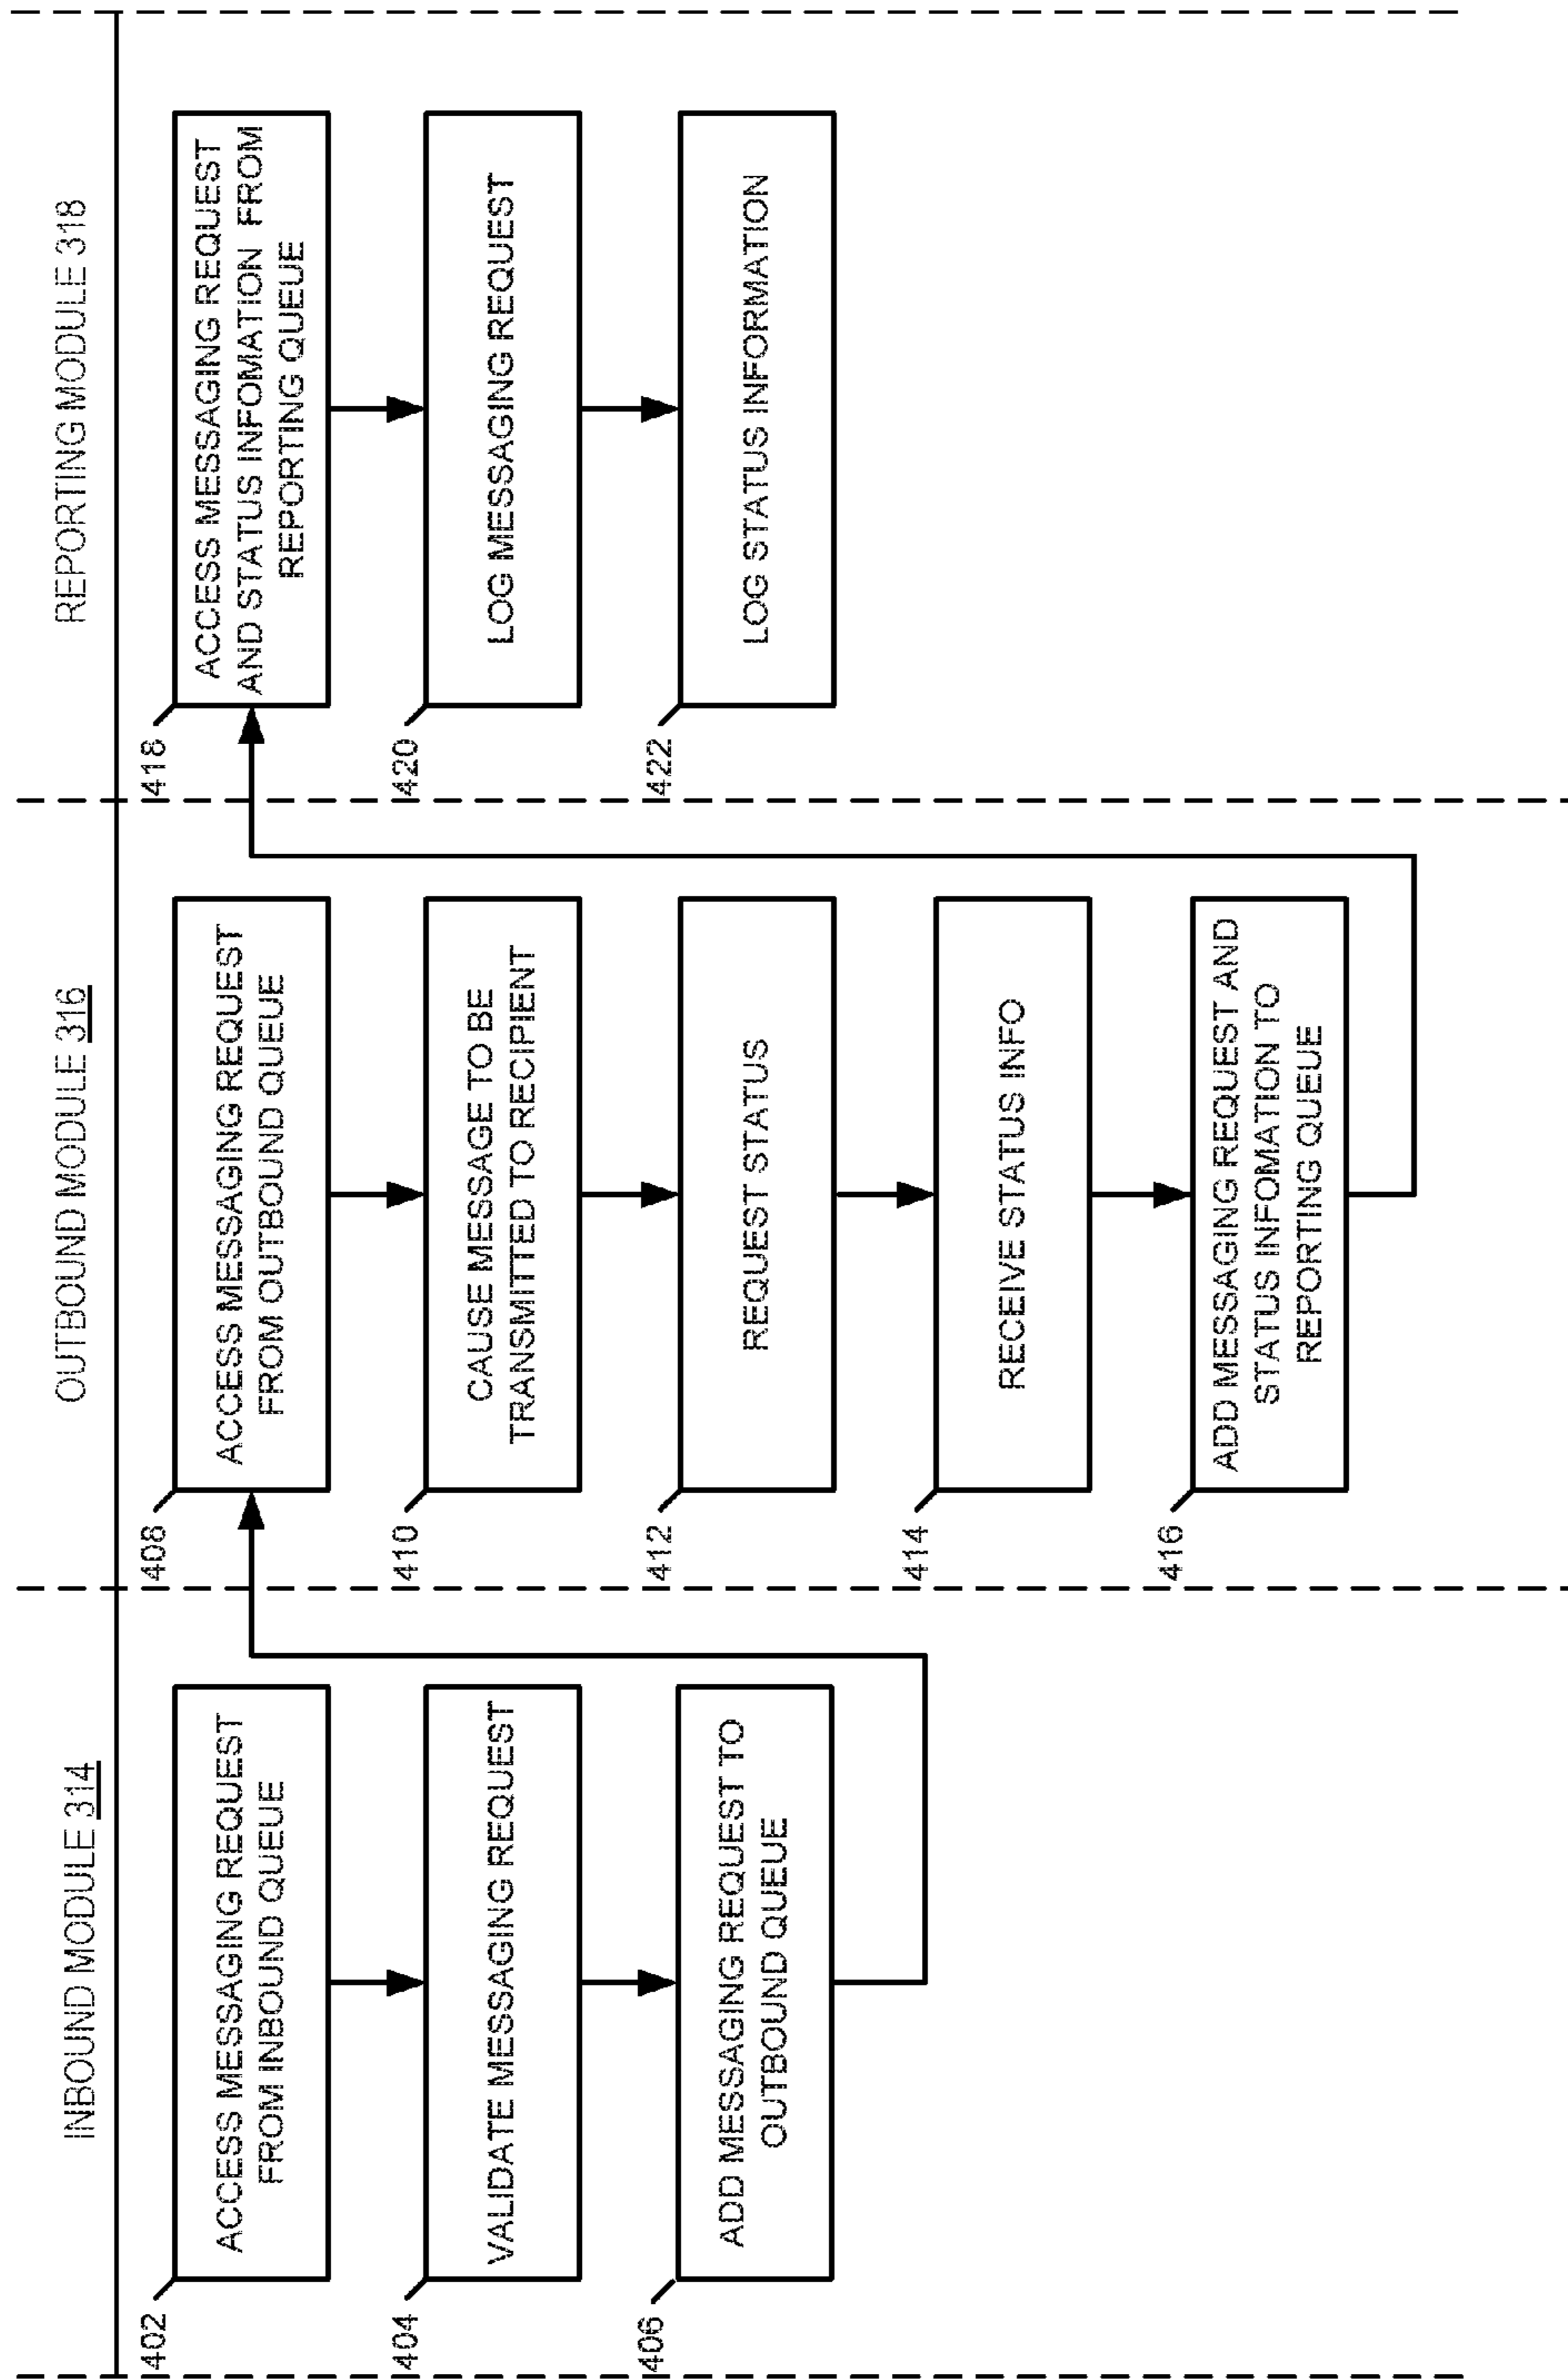 INBOUND MODULE 314
402
ACCESS MESSAGING REQUEST
FROM INBOUND QUEUE
404
VALIDATE MESSAGING REQUEST
406
ADD MESSAGING REQUEST TO
OUTBOUND QUEUE
OUTBOUND MODULE 316
408
ACCESS MESSAGING REQUEST
FROM OUTBOUND QUEUE
410
CAUSE MESSAGE TO BE
TRANSMITTED TO RECIPIENT
412
REQUEST STATUS
414
RECEIVE STATUS INFO
416
ADD MESSAGING REQUEST AND
STATUS INFOMATION TO
REPORTING QUEUE
REPORTING MODULE 318
418
ACCESS MESSAGING REQUEST
AND STATUS INFOMATION FROM
REPORTING QUEUE
420
LOG MESSAGING REQUEST
422
LOG STATUS INFORMATION